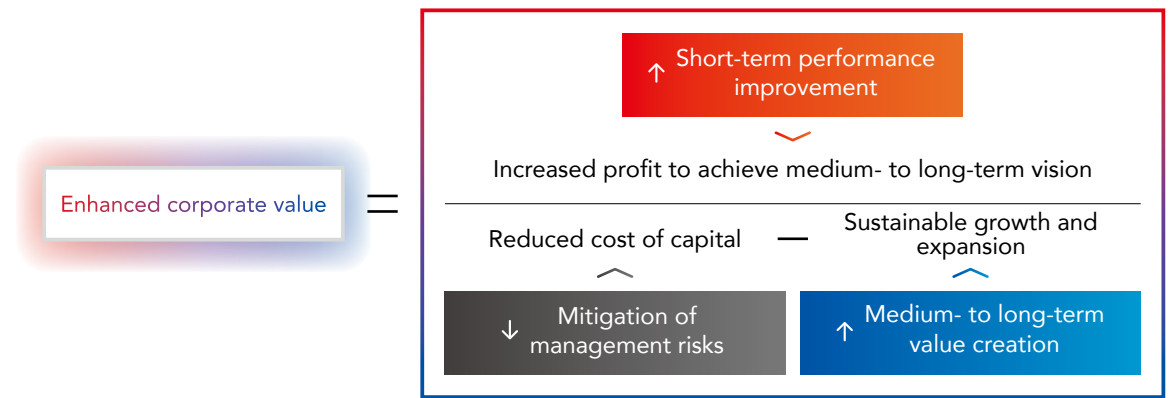 ↑ Short-term performance
improvement
Increased profit to achieve medium- to long-term vision
Enhanced corporate value =
Reduced cost of capital — Sustainable growth and
expansion
↓ Mitigation of
management risks
↑ Medium- to long-term
value creation